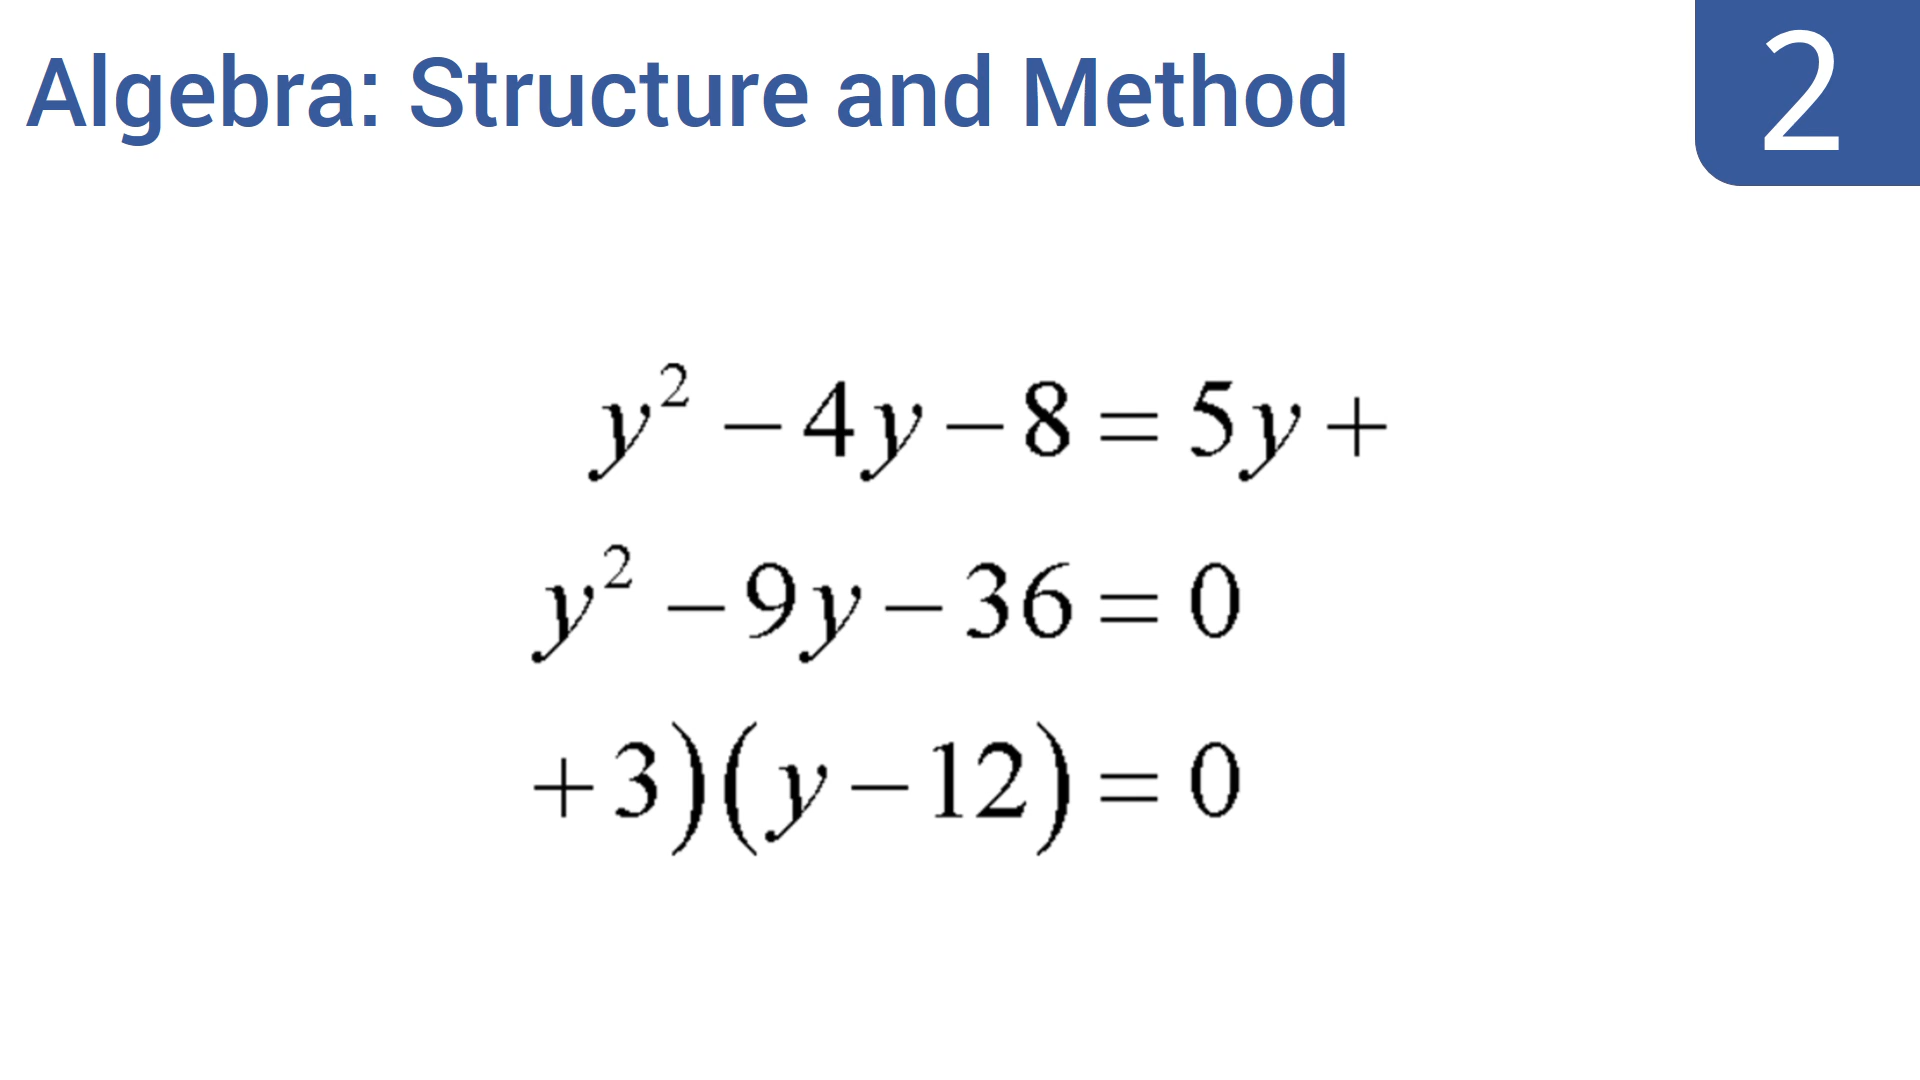 Algebra: Structure and Method
2
y² − 4y − 8 = 5y +
y² − 9y − 36 = 0
+ 3)(y − 12) = 0